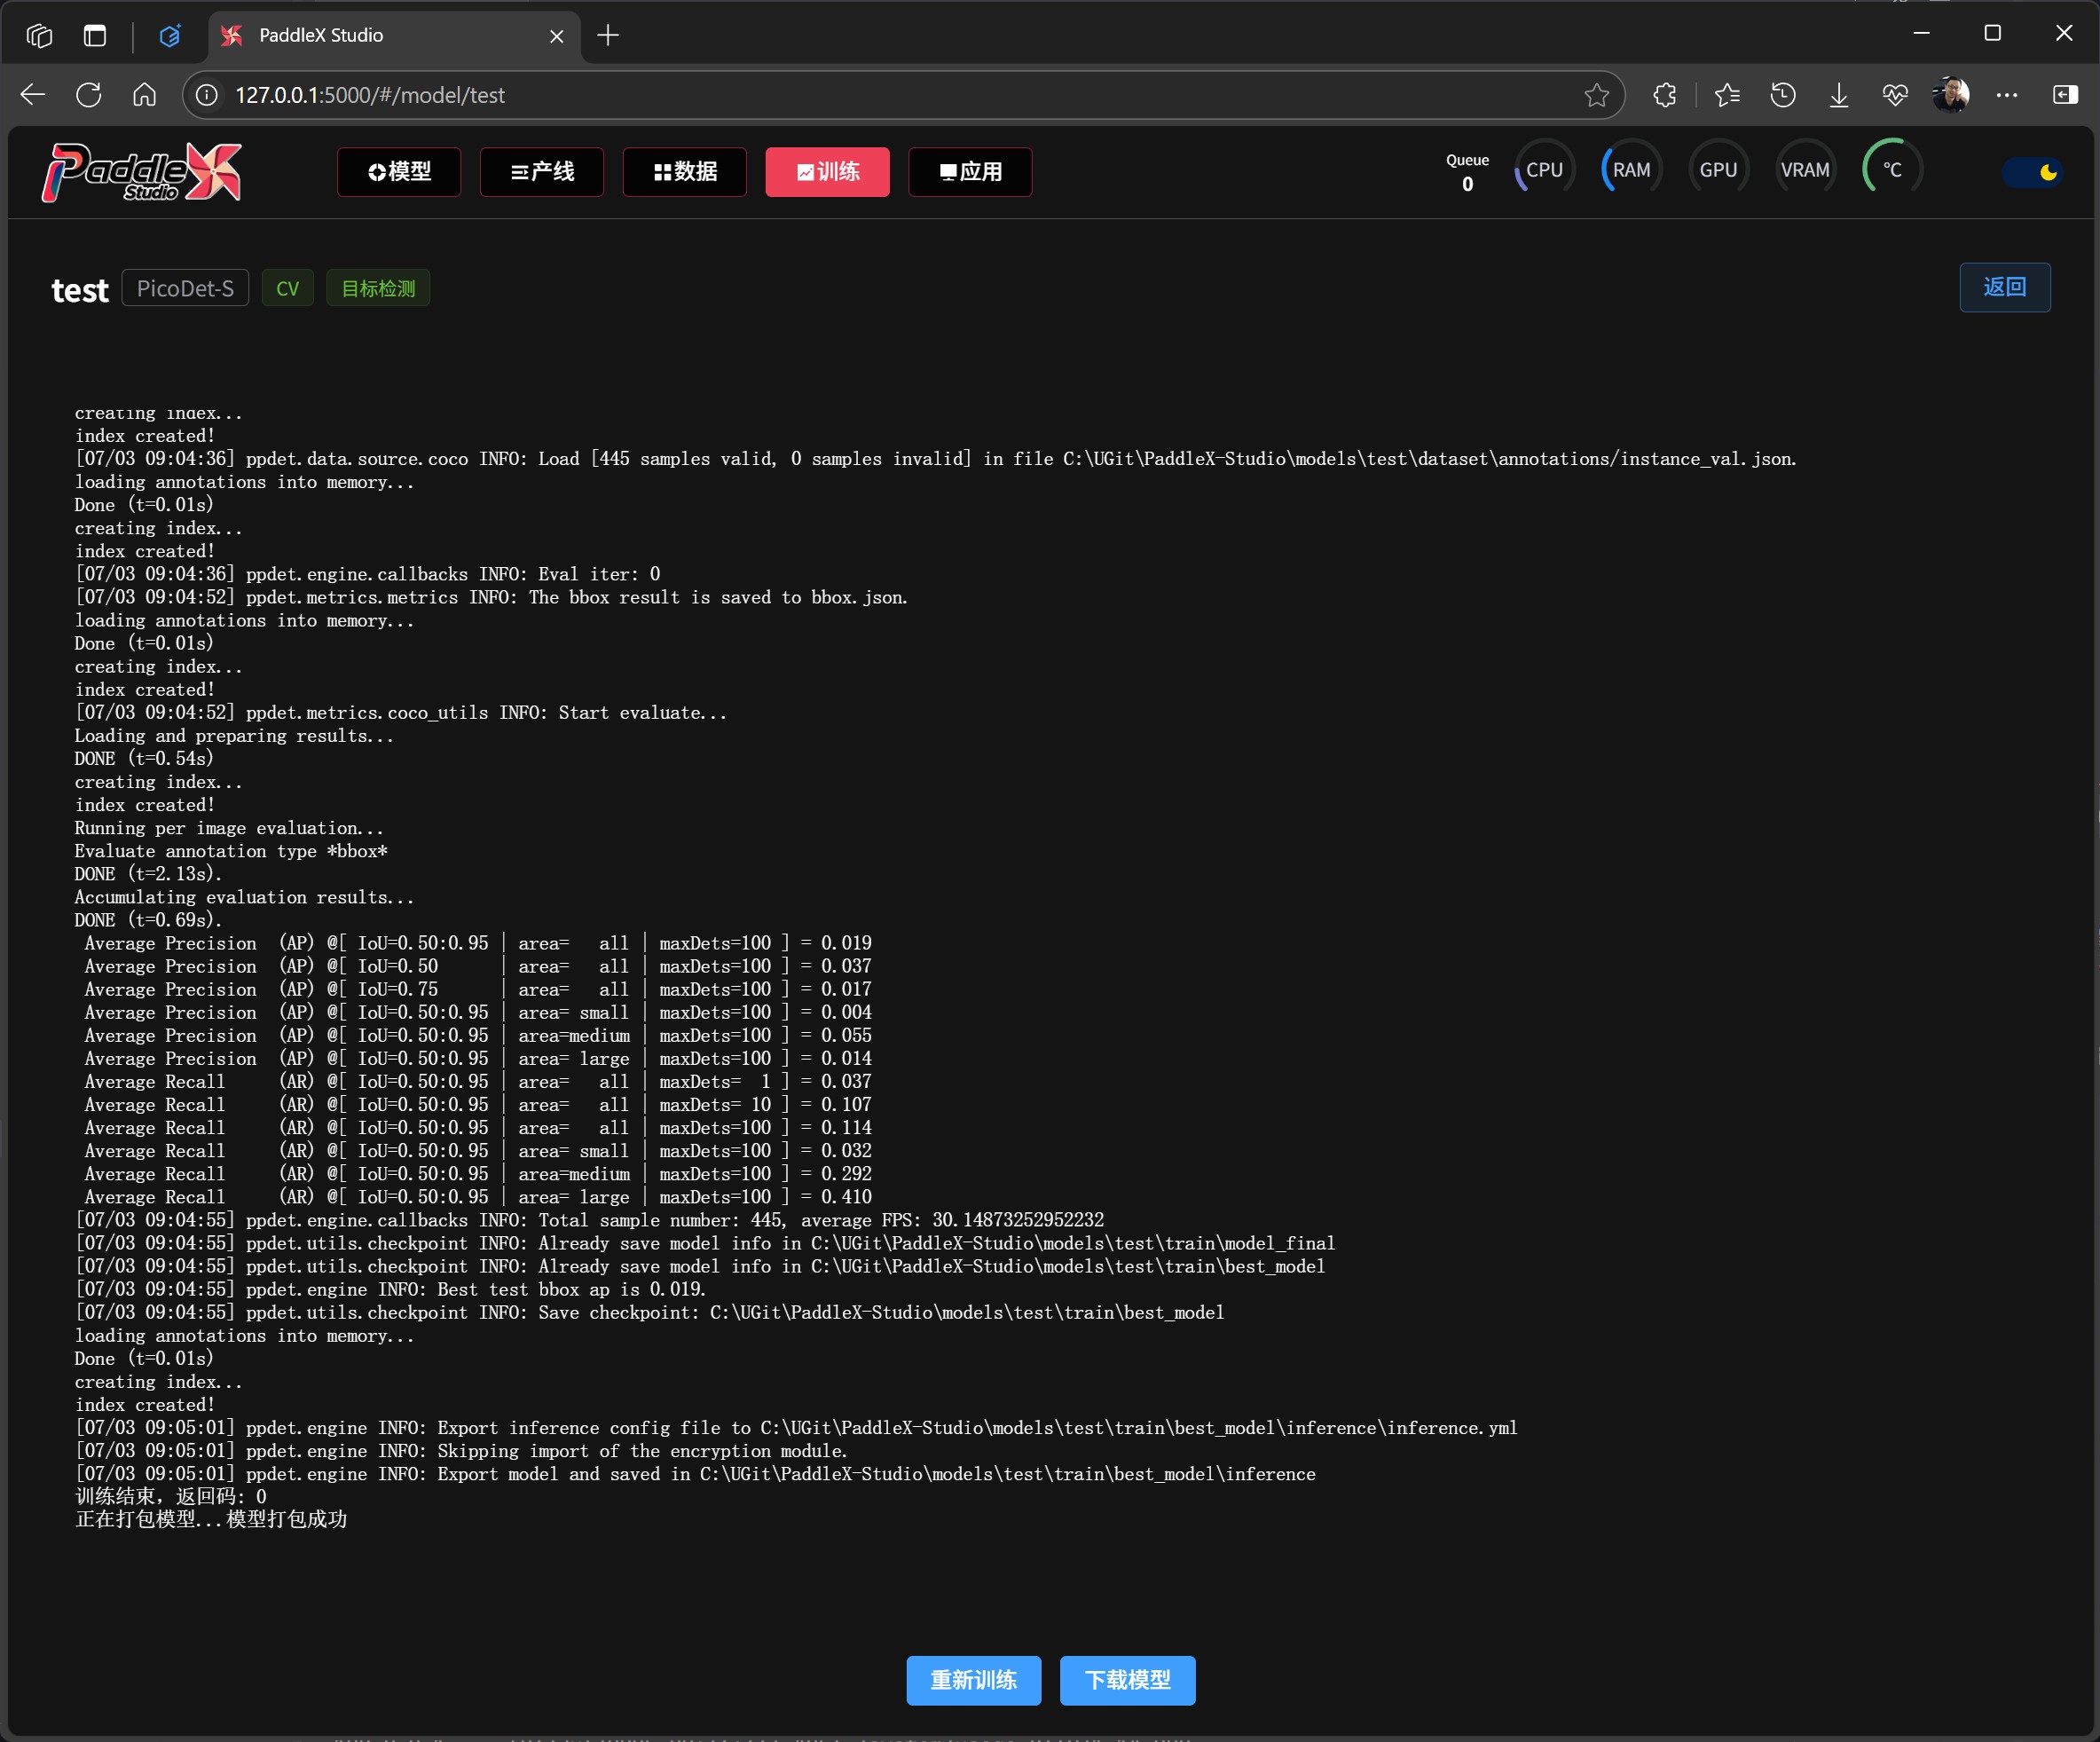 PaddleX Studio
127.0.0.1:5000/#/model/test
PaddleX Studio
模型
产线
数据
训练
应用
Queue
0
CPU
RAM
GPU
VRAM
°C
test
PicoDet-S
CV
目标检测
返回
creating index...
index created!
[07/03 09:04:36] ppdet.data.source.coco INFO: Load [445 samples valid, 0 samples invalid] in file C:\UGit\PaddleX-Studio\models\test\dataset\annotations/instance_val.json.
loading annotations into memory...
Done (t=0.01s)
creating index...
index created!
[07/03 09:04:36] ppdet.engine.callbacks INFO: Eval iter: 0
[07/03 09:04:52] ppdet.metrics.metrics INFO: The bbox result is saved to bbox.json.
loading annotations into memory...
Done (t=0.01s)
creating index...
index created!
[07/03 09:04:52] ppdet.metrics.coco_utils INFO: Start evaluate...
Loading and preparing results...
DONE (t=0.54s)
creating index...
index created!
Running per image evaluation...
Evaluate annotation type *bbox*
DONE (t=2.13s).
Accumulating evaluation results...
DONE (t=0.69s).
Average Precision  (AP) @[ IoU=0.50:0.95 | area=   all | maxDets=100 ] = 0.019
Average Precision  (AP) @[ IoU=0.50      | area=   all | maxDets=100 ] = 0.037
Average Precision  (AP) @[ IoU=0.75      | area=   all | maxDets=100 ] = 0.017
Average Precision  (AP) @[ IoU=0.50:0.95 | area= small | maxDets=100 ] = 0.004
Average Precision  (AP) @[ IoU=0.50:0.95 | area=medium | maxDets=100 ] = 0.055
Average Precision  (AP) @[ IoU=0.50:0.95 | area= large | maxDets=100 ] = 0.014
Average Recall     (AR) @[ IoU=0.50:0.95 | area=   all | maxDets=  1 ] = 0.037
Average Recall     (AR) @[ IoU=0.50:0.95 | area=   all | maxDets= 10 ] = 0.107
Average Recall     (AR) @[ IoU=0.50:0.95 | area=   all | maxDets=100 ] = 0.114
Average Recall     (AR) @[ IoU=0.50:0.95 | area= small | maxDets=100 ] = 0.032
Average Recall     (AR) @[ IoU=0.50:0.95 | area=medium | maxDets=100 ] = 0.292
Average Recall     (AR) @[ IoU=0.50:0.95 | area= large | maxDets=100 ] = 0.410
[07/03 09:04:55] ppdet.engine.callbacks INFO: Total sample number: 445, average FPS: 30.14873252952232
[07/03 09:04:55] ppdet.utils.checkpoint INFO: Already save model info in C:\UGit\PaddleX-Studio\models\test\train\model_final
[07/03 09:04:55] ppdet.utils.checkpoint INFO: Already save model info in C:\UGit\PaddleX-Studio\models\test\train\best_model
[07/03 09:04:55] ppdet.engine INFO: Best test bbox ap is 0.019.
[07/03 09:04:55] ppdet.utils.checkpoint INFO: Save checkpoint: C:\UGit\PaddleX-Studio\models\test\train\best_model
loading annotations into memory...
Done (t=0.01s)
creating index...
index created!
[07/03 09:05:01] ppdet.engine INFO: Export inference config file to C:\UGit\PaddleX-Studio\models\test\train\best_model\inference\inference.yml
[07/03 09:05:01] ppdet.engine INFO: Skipping import of the encryption module.
[07/03 09:05:01] ppdet.engine INFO: Export model and saved in C:\UGit\PaddleX-Studio\models\test\train\best_model\inference
训练结束，返回码: 0
正在打包模型...模型打包成功
重新训练
下载模型